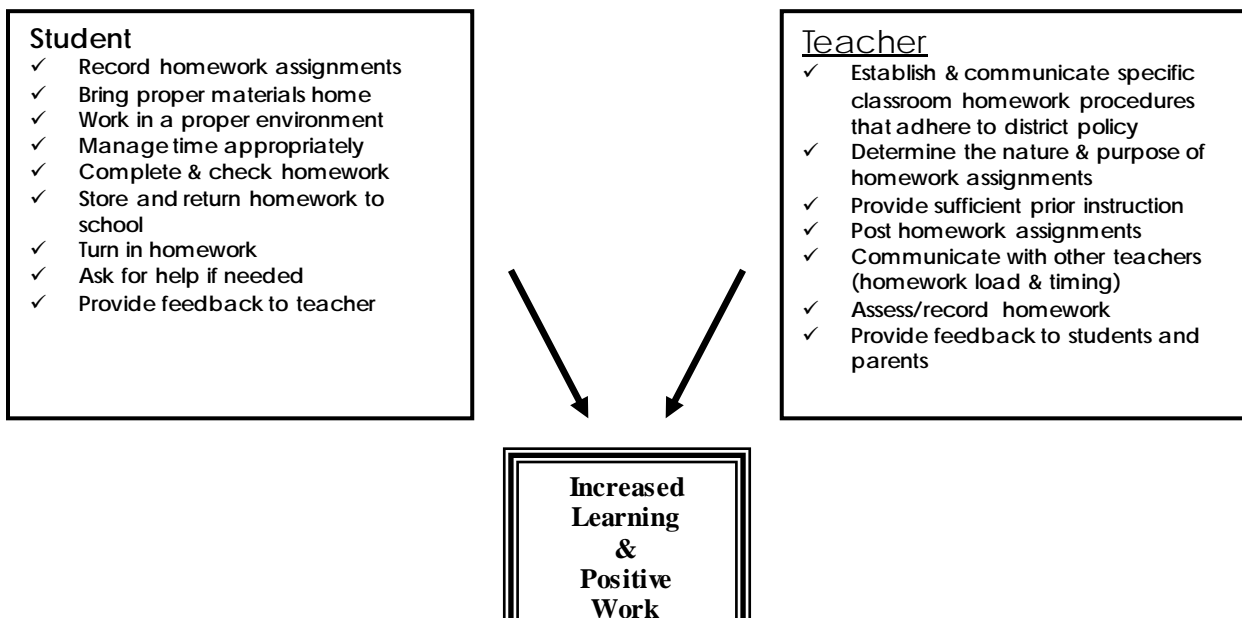 Student
✓ Record homework assignments
✓ Bring proper materials home
✓ Work in a proper environment
✓ Manage time appropriately
✓ Complete & check homework
✓ Store and return homework to
school
✓ Turn in homework
✓ Ask for help if needed
✓ Provide feedback to teacher
Teacher
✓ Establish & communicate specific
classroom homework procedures
that adhere to district policy
✓ Determine the nature & purpose of
homework assignments
✓ Provide sufficient prior instruction
✓ Post homework assignments
✓ Communicate with other teachers
(homework load & timing)
✓ Assess/record homework
✓ Provide feedback to students and
parents
Increased
Learning
&
Positive
Work